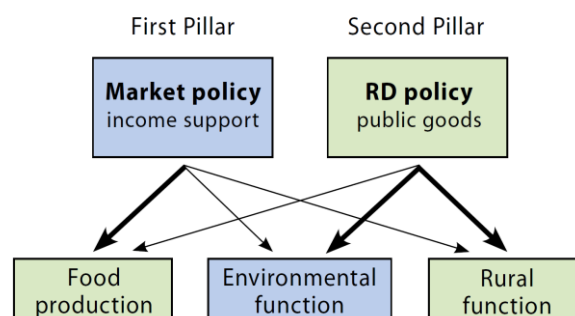 First Pillar
Second Pillar
Market policy
income support
RD policy
public goods
Food
production
Environmental
function
Rural
function